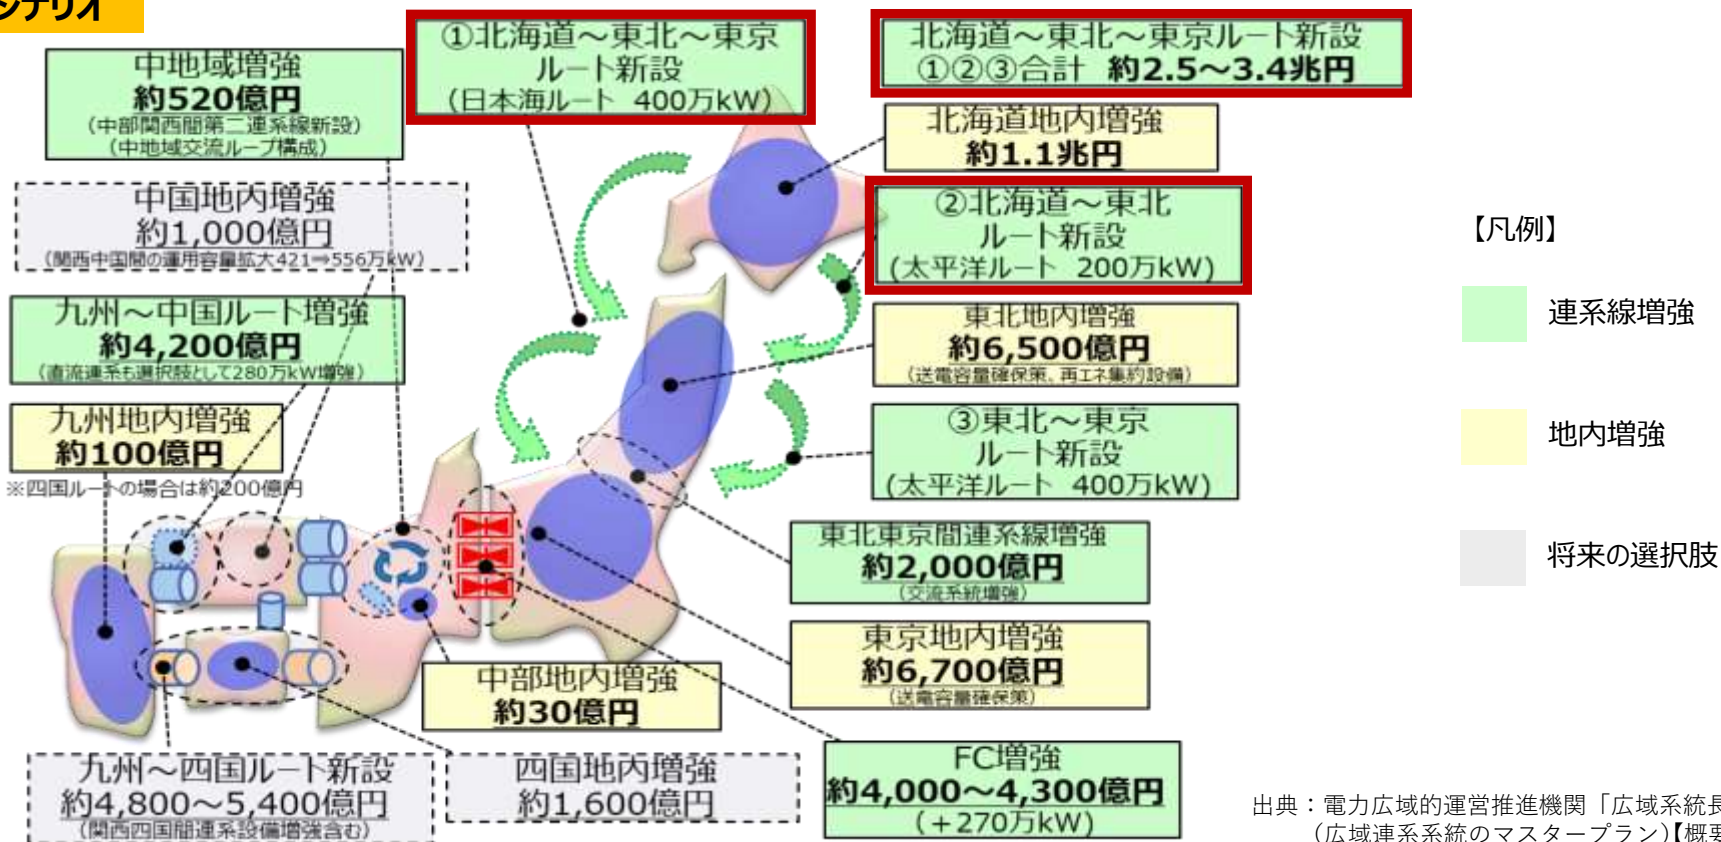 シナリオ
①北海道～東北～東京
ルート新設
(日本海ルート 400万kW)
北海道～東北～東京ルート新設
①②③合計 約2.5～3.4兆円
中地域増強
約520億円
(中部関西間第二連系線新設)
(中地域交流ループ構成)
北海道地内増強
約1.1兆円
中国地内増強
約1,000億円
(関西中国間の運用容量拡大421⇒556万kW)
②北海道～東北
ルート新設
(太平洋ルート 200万kW)
九州～中国ルート増強
約4,200億円
(直流連系も選択肢として280万kW増強)
東北地内増強
約6,500億円
(送電容量確保策、再エネ集約設備)
九州地内増強
約100億円
※四国ルートの場合は約200億円
③東北～東京
ルート新設
(太平洋ルート 400万kW)
東北東京間連系線増強
約2,000億円
(交流系統増強)
東京地内増強
約6,700億円
(送電容量確保策)
中部地内増強
約30億円
九州～四国ルート新設
約4,800～5,400億円
(関西四国間連系設備増強含む)
四国地内増強
約1,600億円
FC増強
約4,000～4,300億円
(＋270万kW)
【凡例】
連系線増強
地内増強
将来の選択肢
出典：電力広域的運営推進機関「広域系統長
(広域連系系統のマスタープラン)【概要